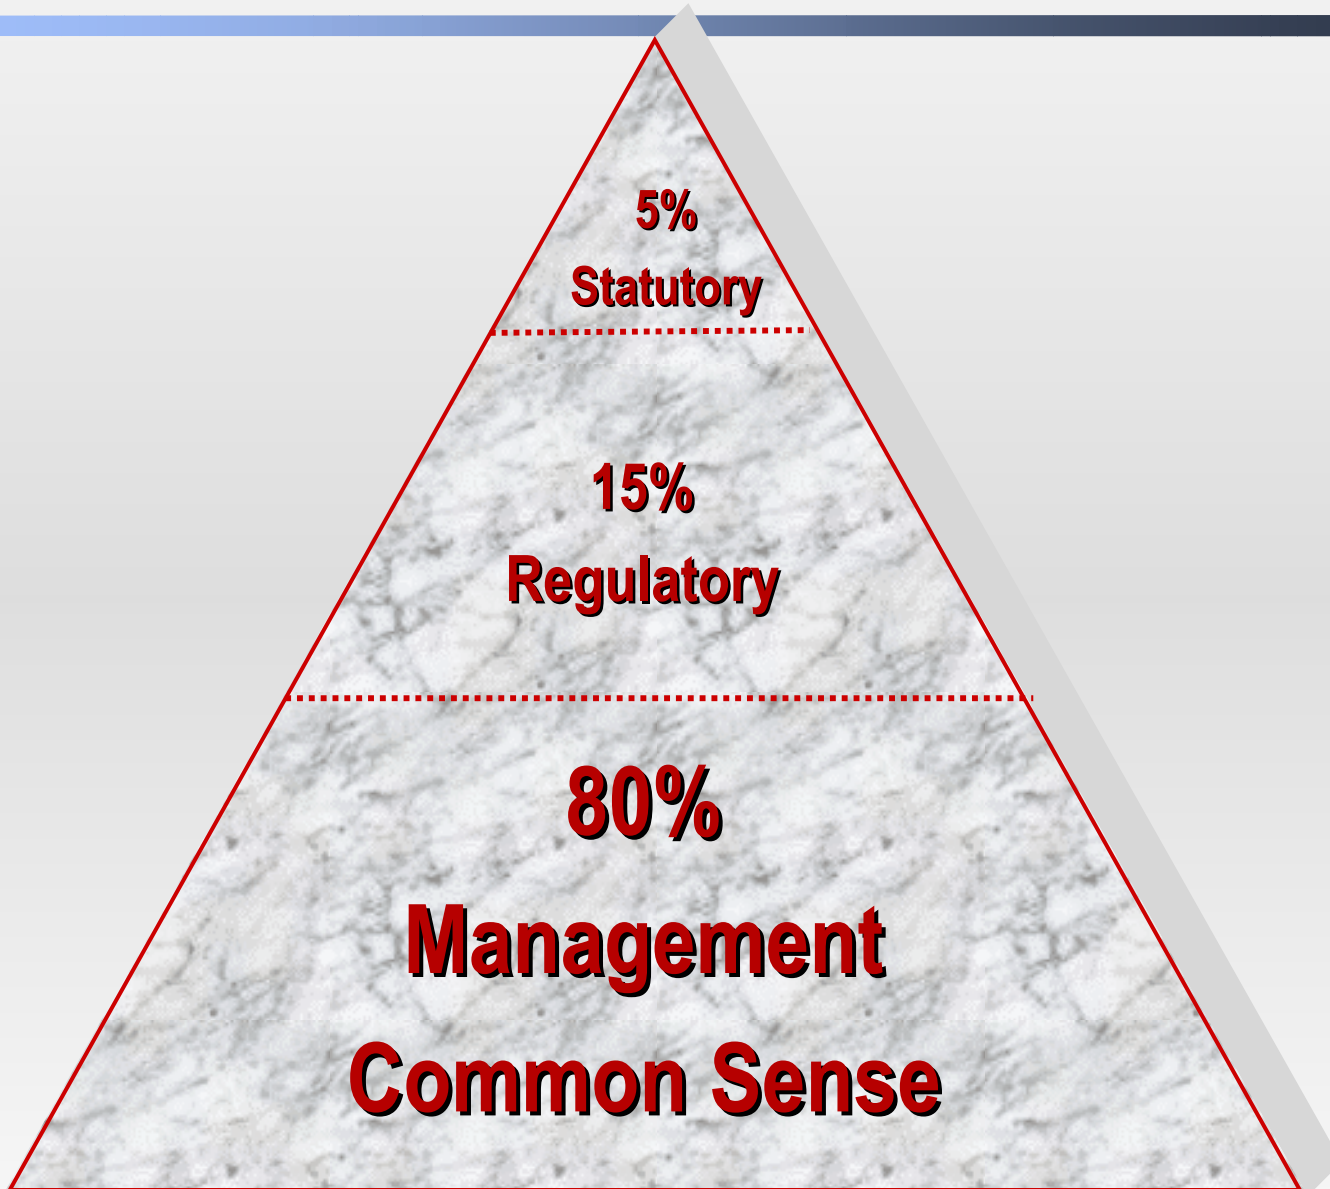 5%
Statutory
15%
Regulatory
80%
Management
Common Sense